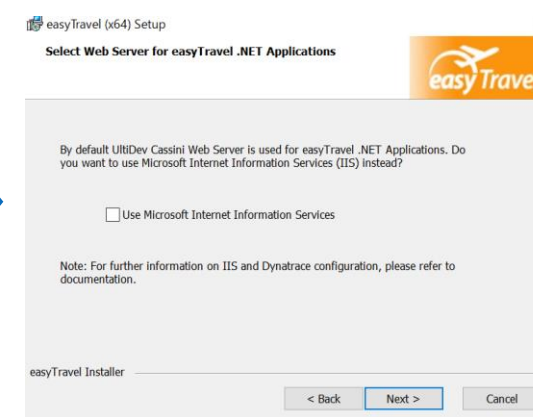 easyTravel (x64) Setup
Select Web Server for easyTravel .NET Applications
easyTrave
By default UltiDev Cassini Web Server is used for easyTravel .NET Applications. Do
you want to use Microsoft Internet Information Services (IIS) instead?
Use Microsoft Internet Information Services
Note: For further information on IIS and Dynatrace configuration, please refer to
documentation.
easyTravel Installer
< Back
Next >
Cancel